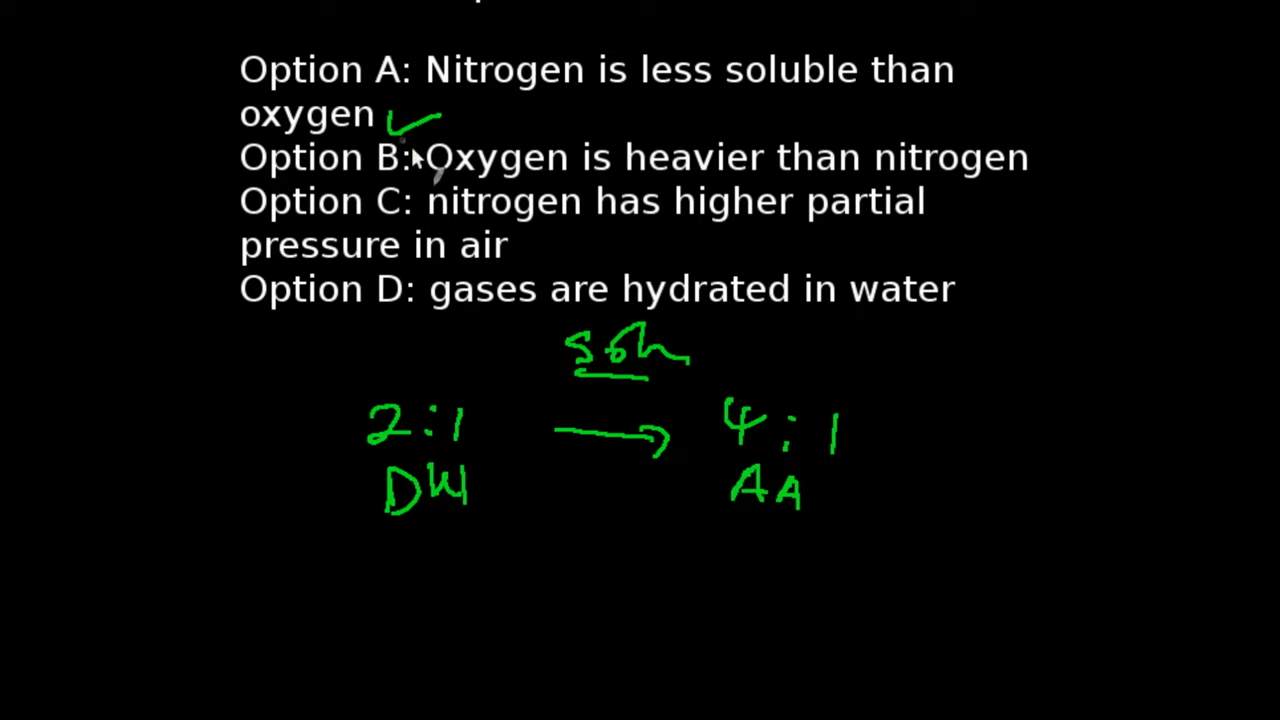 Option A: Nitrogen is less soluble than
oxygen
Option B: Oxygen is heavier than nitrogen
Option C: nitrogen has higher partial
pressure in air
Option D: gases are hydrated in water
2:1 4:1
DW AA